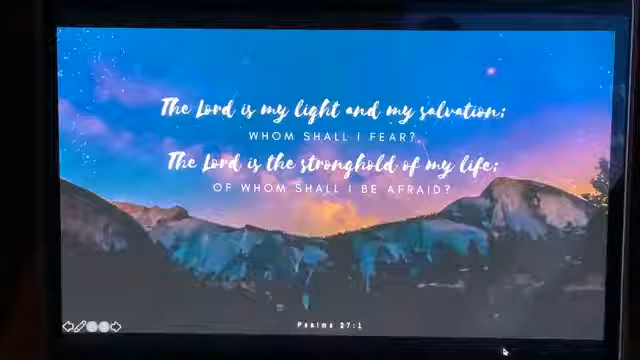 The Lord is my light and my salvation;
WHOM SHALL I FEAR?
The Lord is the stronghold of my life;
OF WHOM SHALL I BE AFRAID?
Psalms 27:1